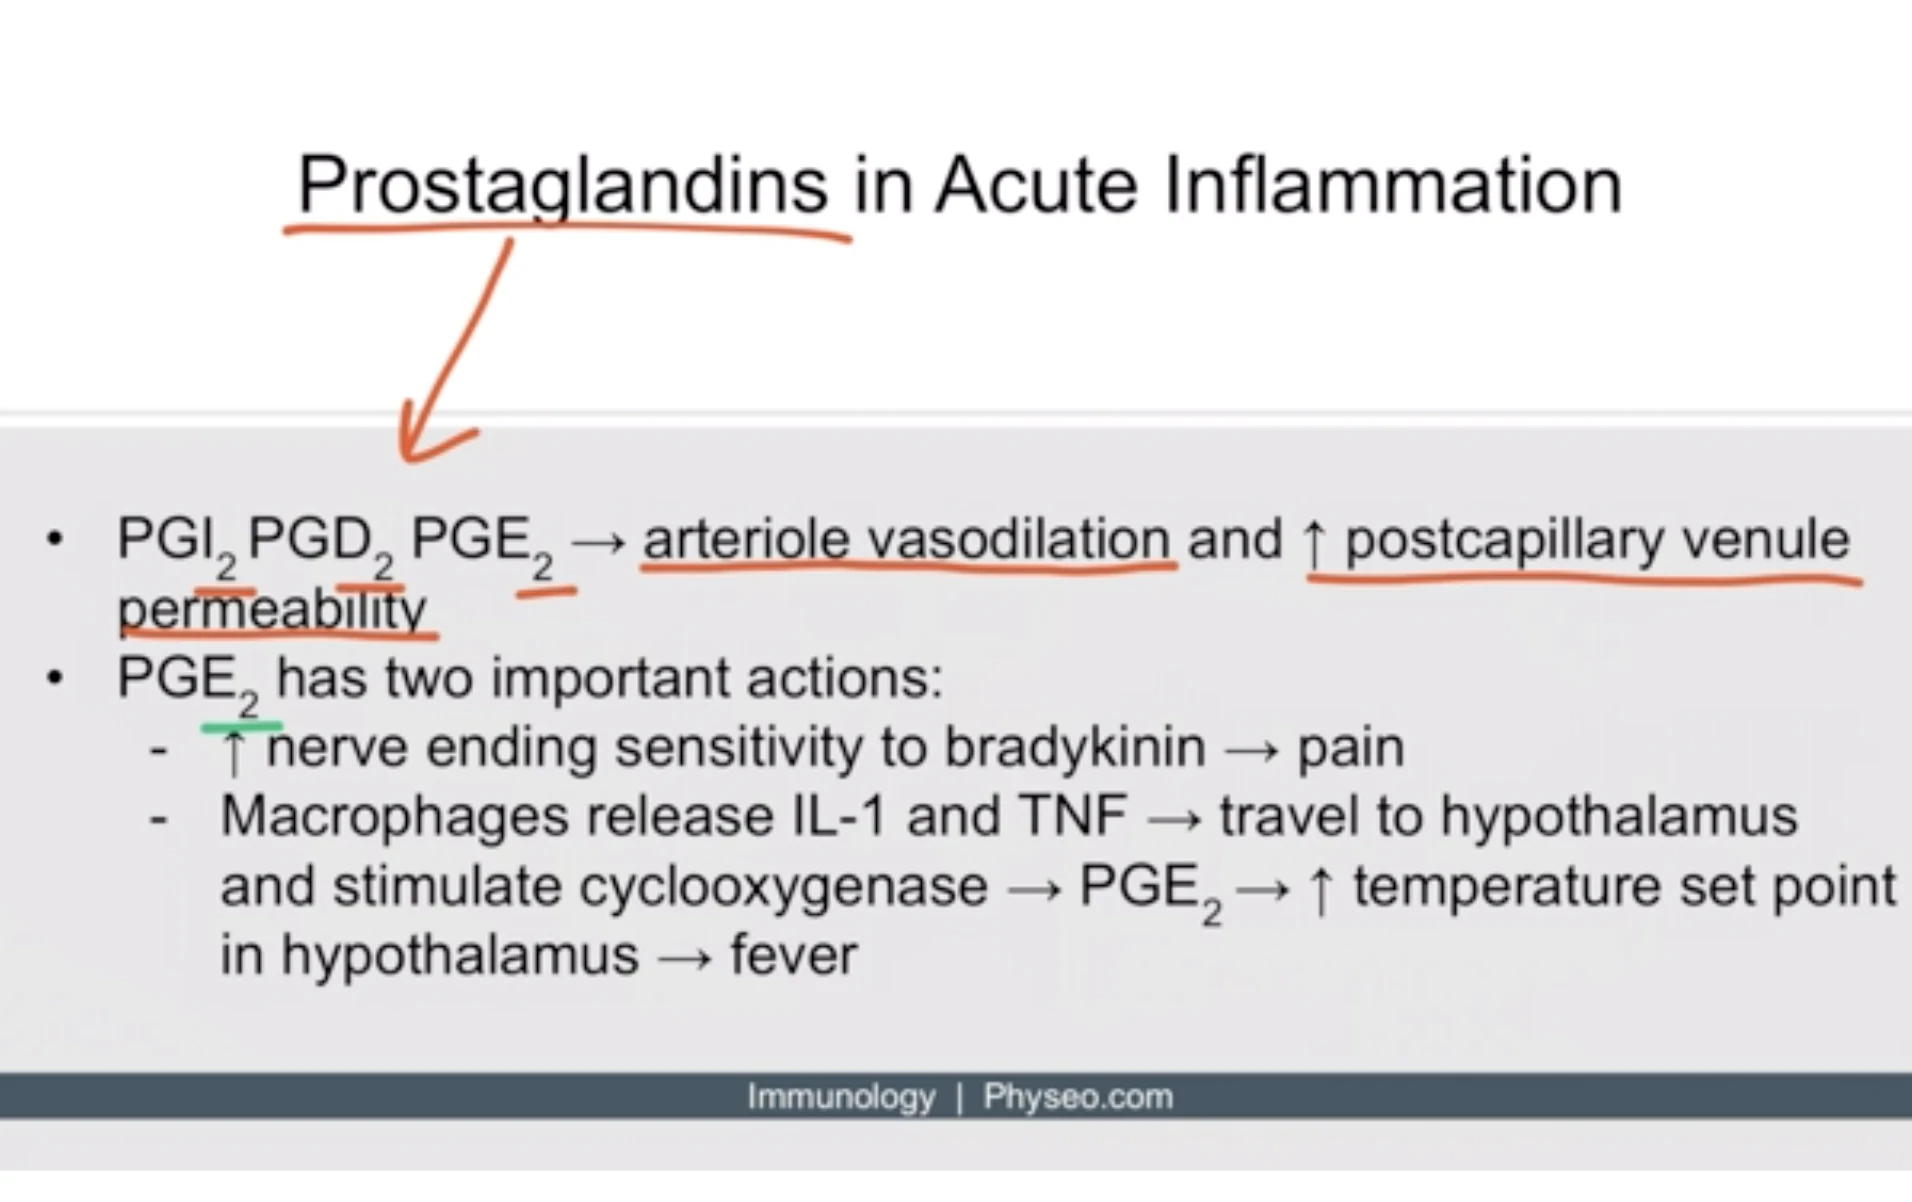 Prostaglandins in Acute Inflammation
• PGI₂ PGD₂ PGE₂ → arteriole vasodilation and ↑ postcapillary venule
permeability
• PGE₂ has two important actions:
- ↑ nerve ending sensitivity to bradykinin → pain
- Macrophages release IL-1 and TNF → travel to hypothalamus
and stimulate cyclooxygenase → PGE₂ → ↑ temperature set point
in hypothalamus → fever
Immunology | Physeo.com